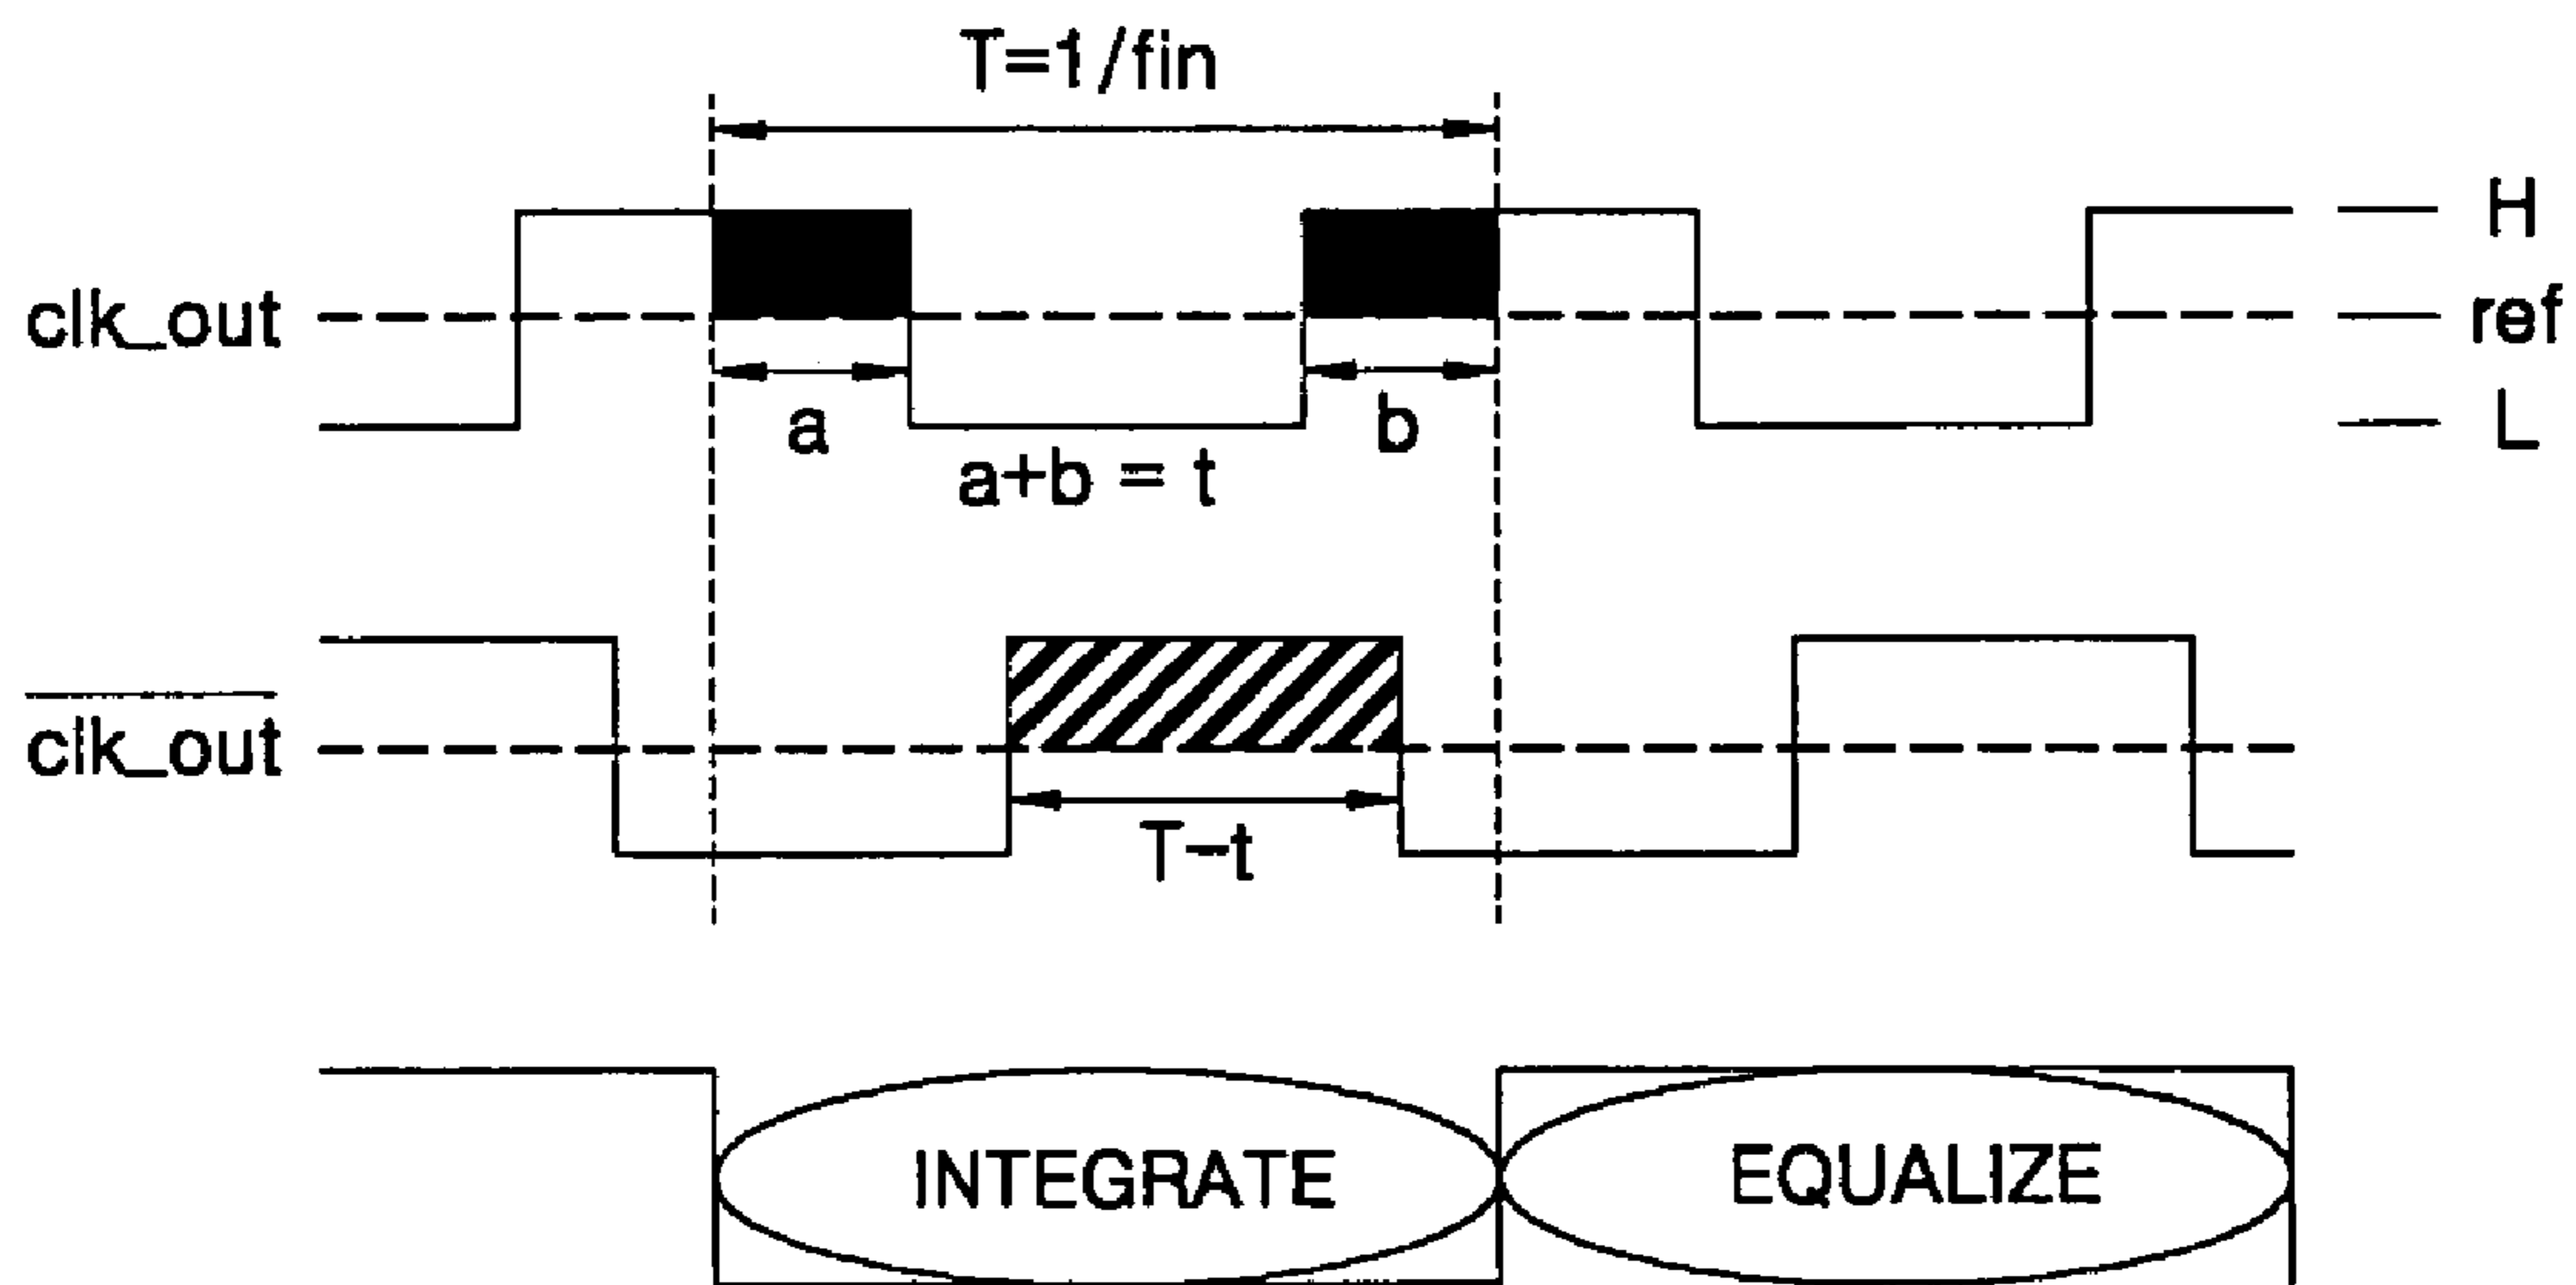 T=1/fin
H
clk_out
ref
a
b
L
a+b = t
clk_out
T-t
INTEGRATE
EQUALIZE